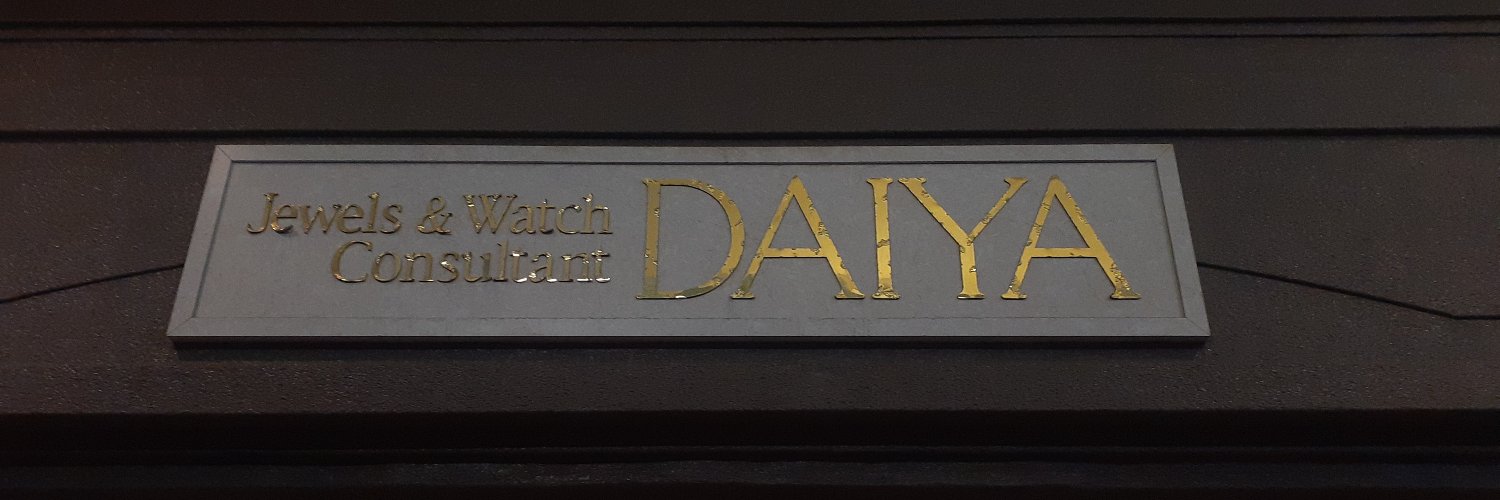 Jewels & Watch
Consultant
DAIYA